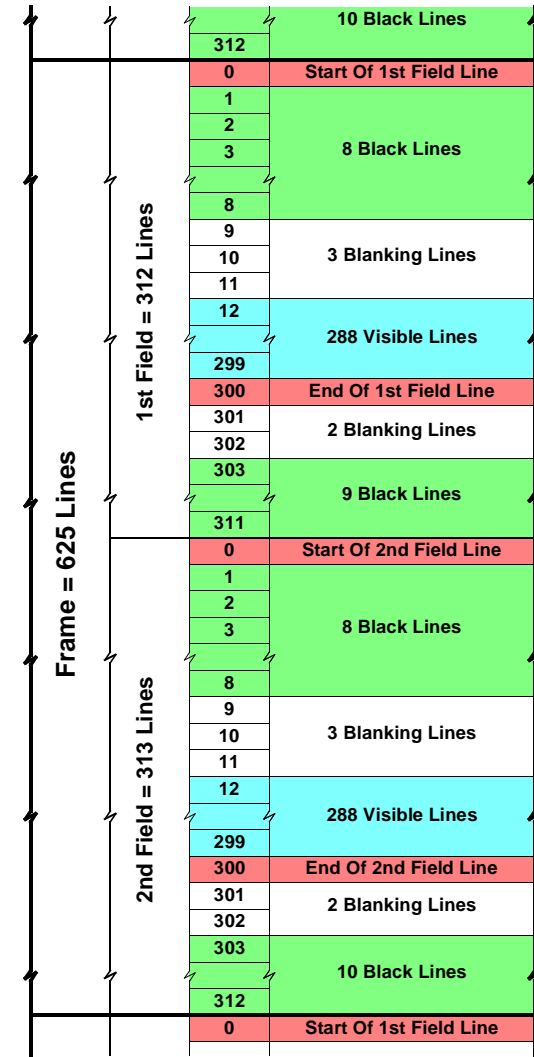 10 Black Lines
312
0 Start Of 1st Field Line
1
2
3
8 Black Lines
8
9
10 3 Blanking Lines
11
12
288 Visible Lines
299
300 End Of 1st Field Line
301
2 Blanking Lines
302
303
9 Black Lines
311
0 Start Of 2nd Field Line
1
2
3 8 Black Lines
8
9
10 3 Blanking Lines
11
12
288 Visible Lines
299
300 End Of 2nd Field Line
301
2 Blanking Lines
302
303
10 Black Lines
312
0 Start Of 1st Field Line
1st Field = 312 Lines
2nd Field = 313 Lines
Frame = 625 Lines